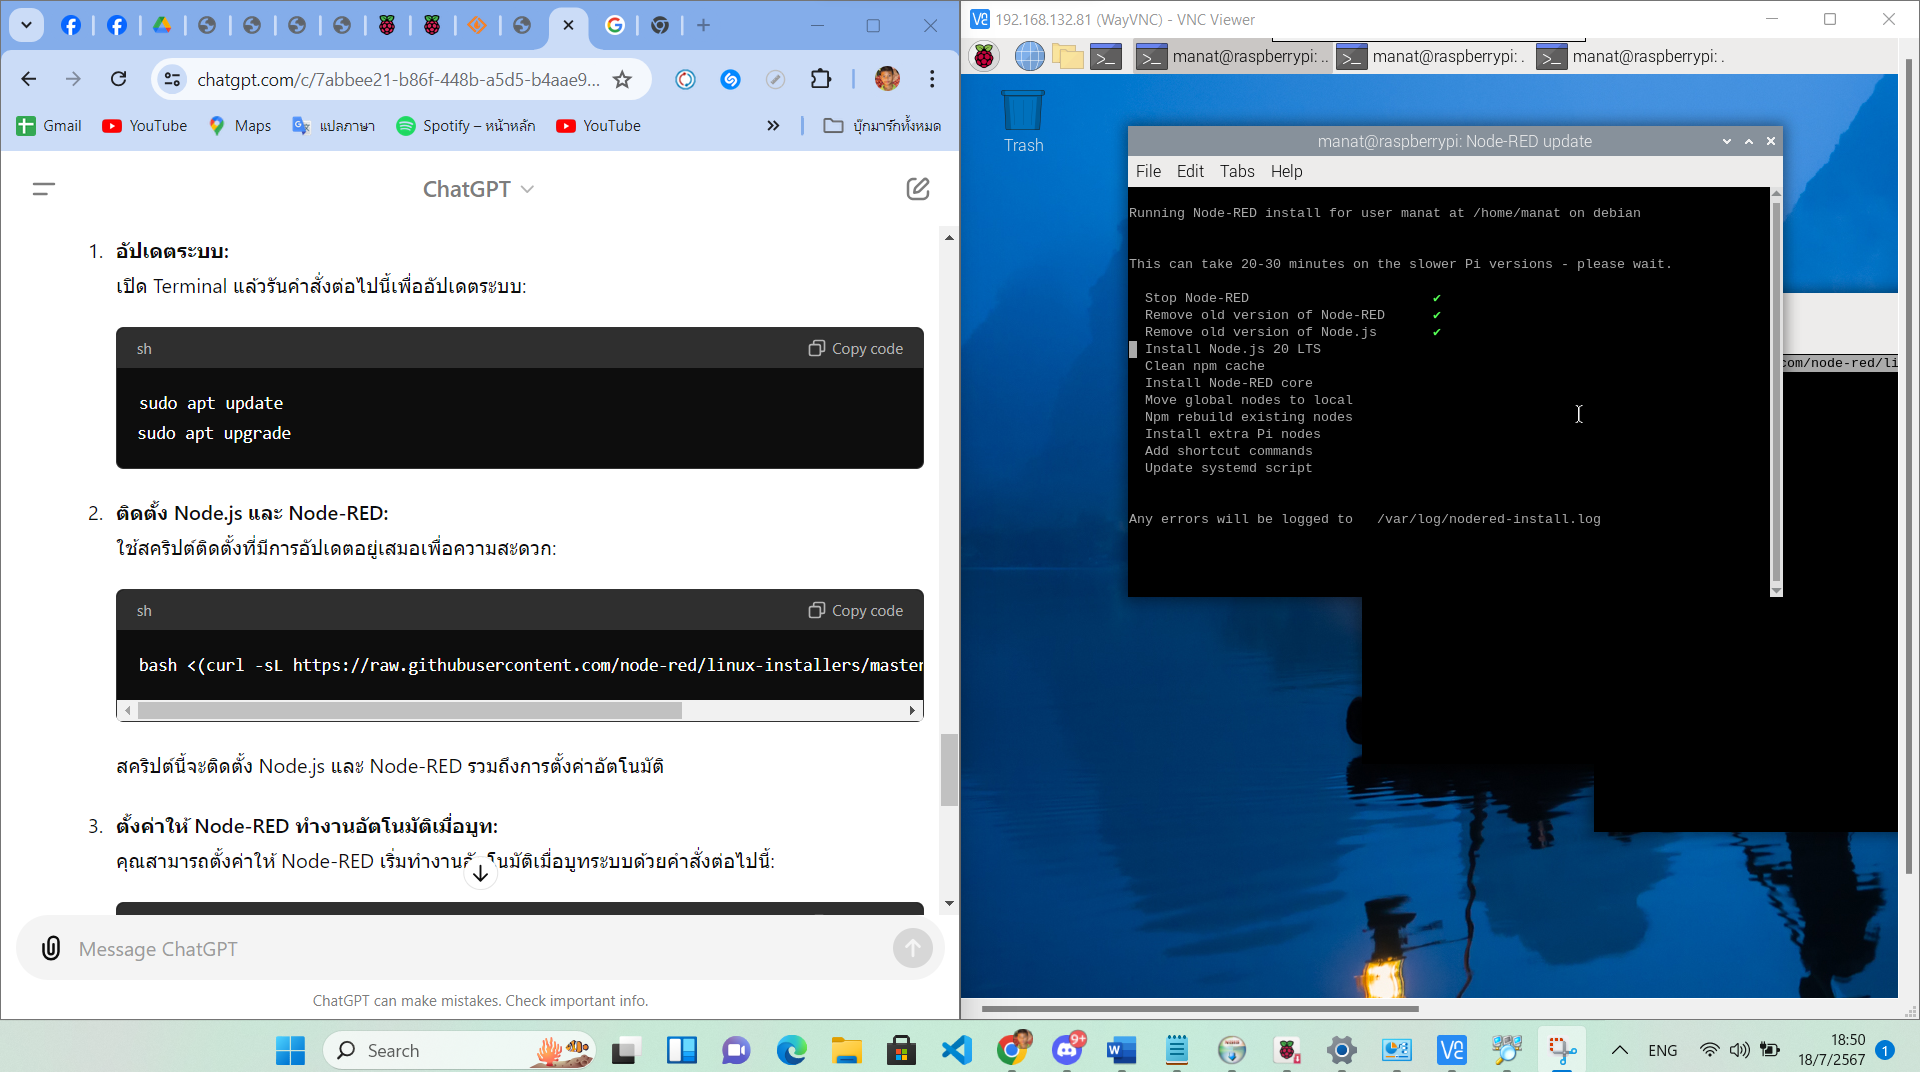 chatgpt.com/c/7abbee21-b86f-448b-a5d5-b4aae9...
Gmail
YouTube
Maps
แปลภาษา
Spotify – หน้าหลัก
YouTube
บุ๊กมาร์กทั้งหมด
ChatGPT
1. อัปเดตระบบ:
เปิด Terminal แล้วรันคำสั่งต่อไปนี้เพื่ออัปเดตระบบ:
sh
Copy code
sudo apt update
sudo apt upgrade
2. ติดตั้ง Node.js และ Node-RED:
ใช้สคริปต์ติดตั้งที่มีการอัปเดตอยู่เสมอเพื่อความสะดวก:
sh
Copy code
bash <(curl -sL https://raw.githubusercontent.com/node-red/linux-installers/master
สคริปต์นี้จะติดตั้ง Node.js และ Node-RED รวมถึงการตั้งค่าอัตโนมัติ
3. ตั้งค่าให้ Node-RED ทำงานอัตโนมัติเมื่อบูท:
คุณสามารถตั้งค่าให้ Node-RED เริ่มทำงานอัตโนมัติเมื่อบูทระบบด้วยคำสั่งต่อไปนี้:
Message ChatGPT
ChatGPT can make mistakes. Check important info.
192.168.132.81 (WayVNC) - VNC Viewer
manat@raspberrypi: ..
manat@raspberrypi: .
manat@raspberrypi: .
Trash
manat@raspberrypi: Node-RED update
File Edit Tabs Help
Running Node-RED install for user manat at /home/manat on debian
This can take 20-30 minutes on the slower Pi versions - please wait.
Stop Node-RED ✔
Remove old version of Node-RED ✔
Remove old version of Node.js ✔
Install Node.js 20 LTS
Clean npm cache
Install Node-RED core
Move global nodes to local
Npm rebuild existing nodes
Install extra Pi nodes
Add shortcut commands
Update systemd script
Any errors will be logged to /var/log/nodered-install.log
com/node-red/li
Search
9+
ENG
18:50
18/7/2567
1